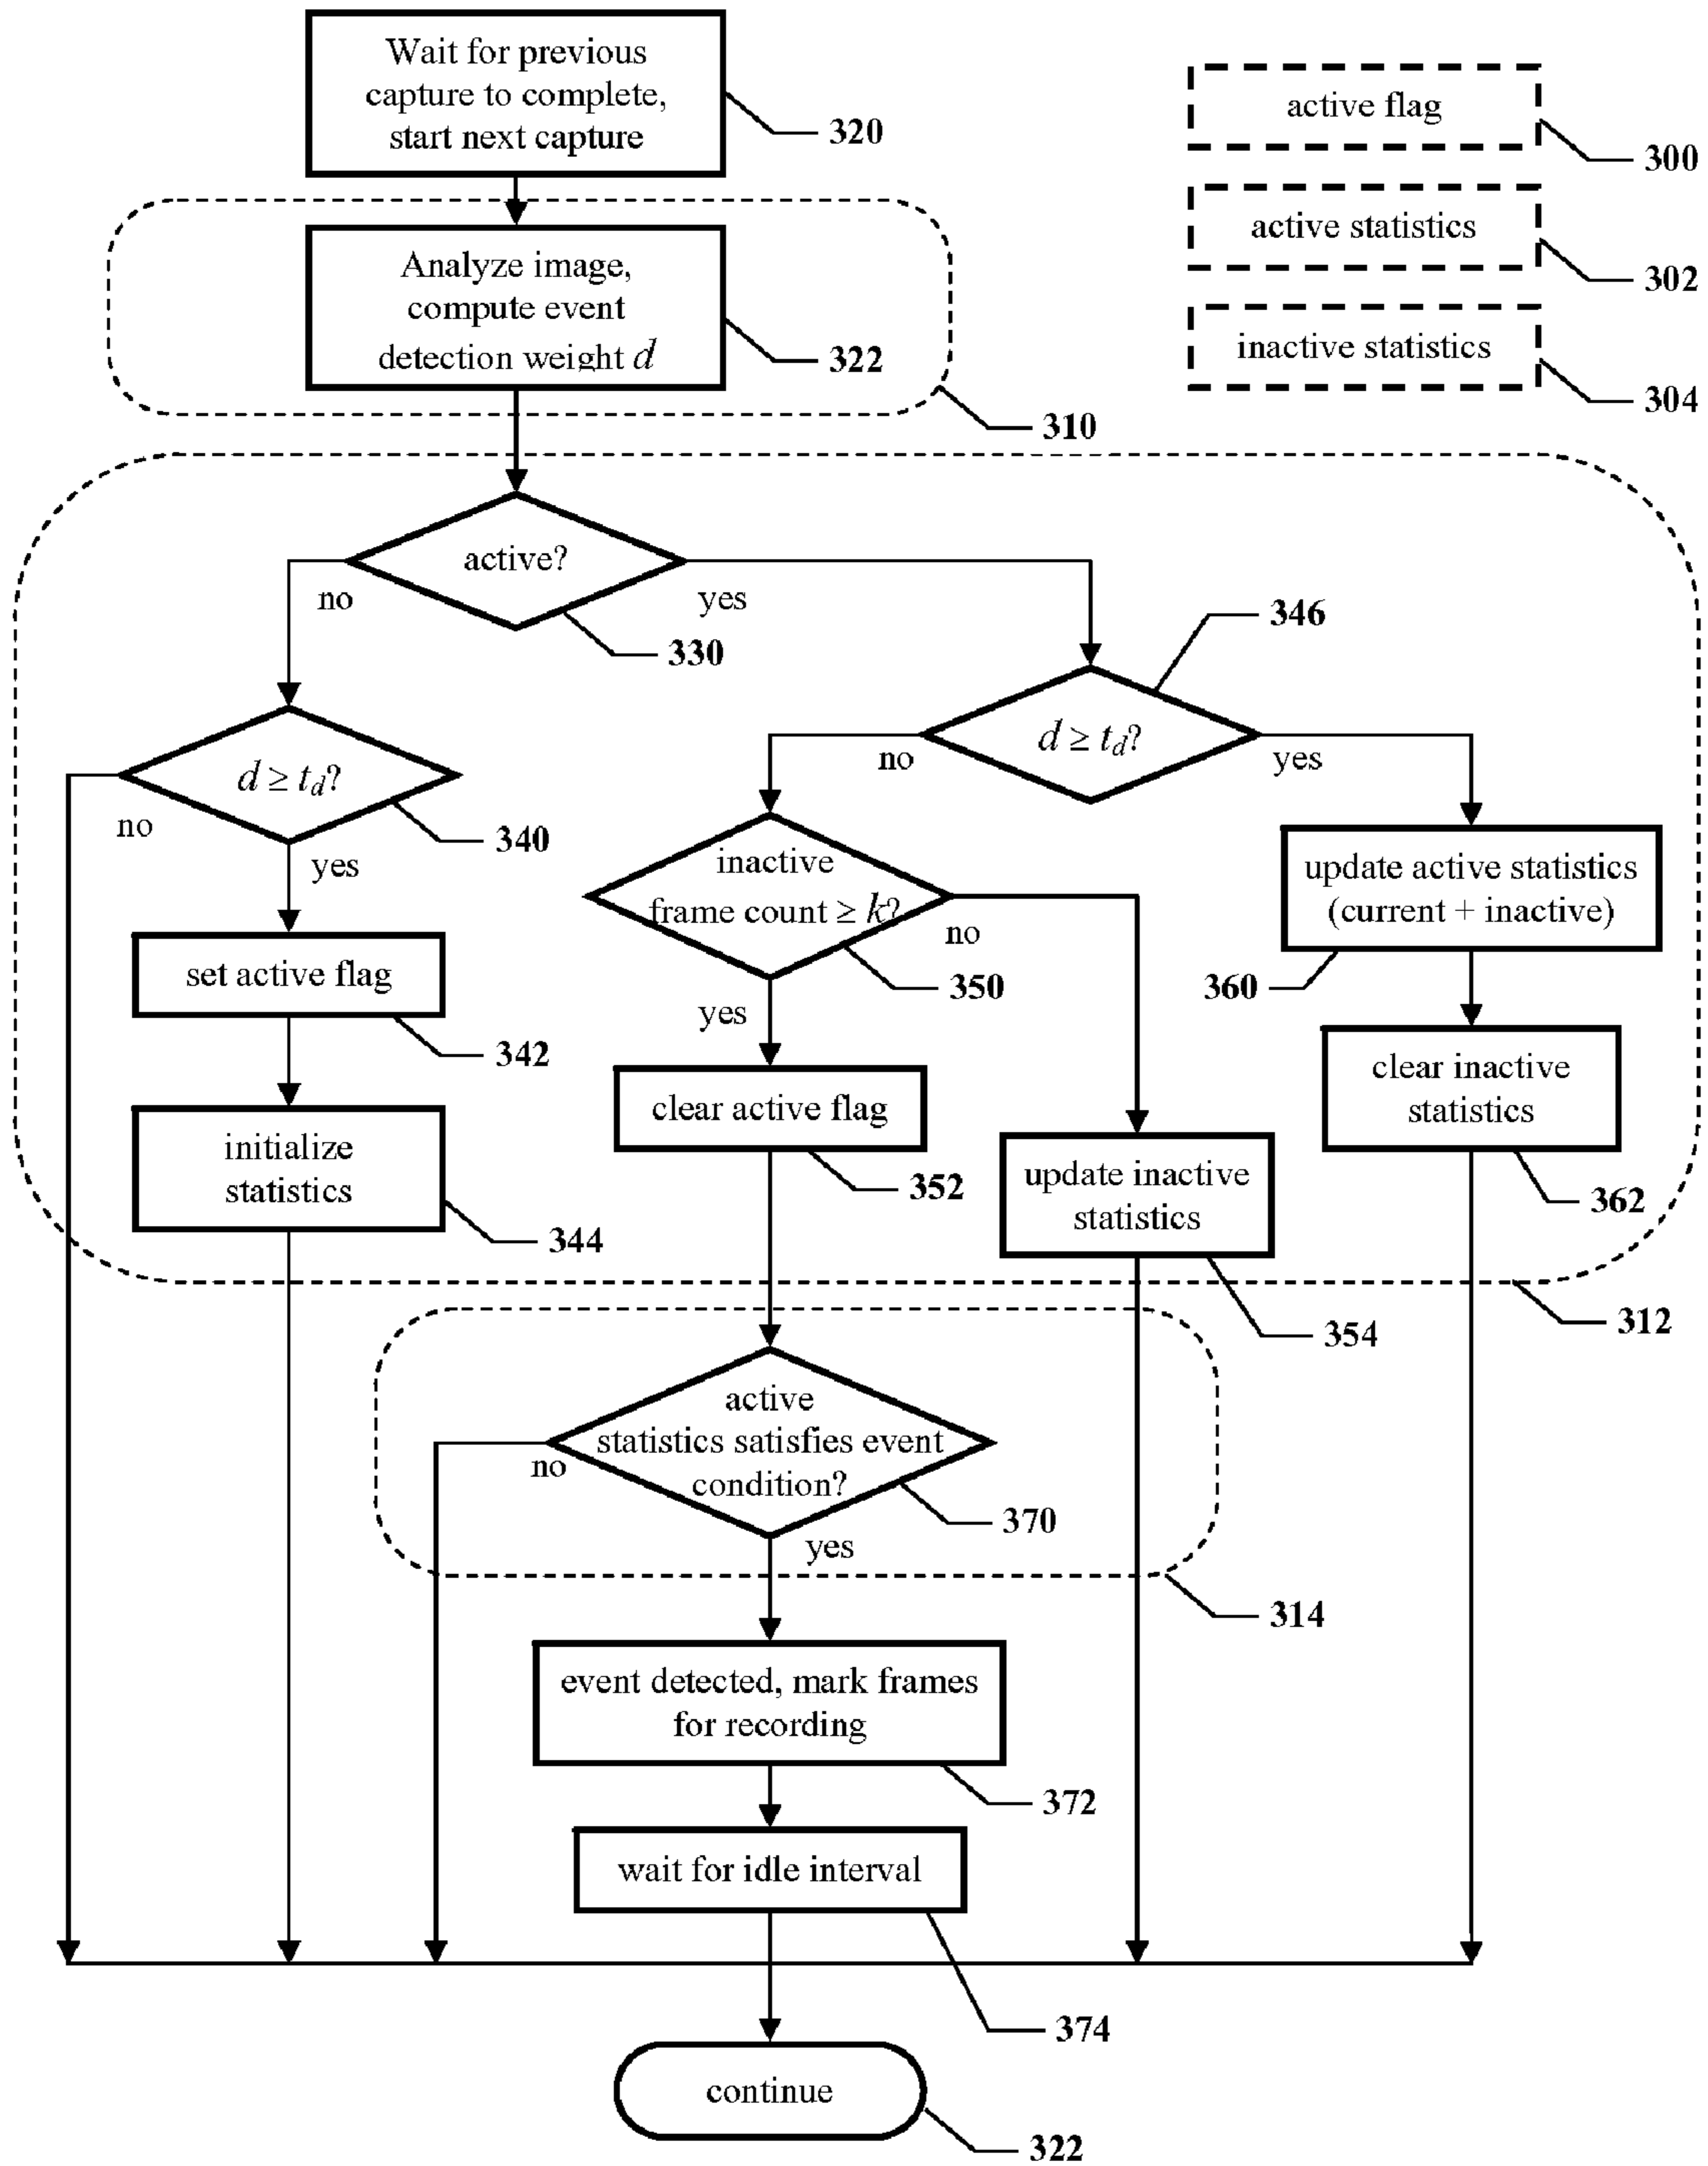 Wait for previous
capture to complete,
start next capture
320
active flag
300
active statistics
302
inactive statistics
304
Analyze image,
compute event
detection weight d
322
310
active?
no
yes
330
346
d ≥ td?
no
yes
340
d ≥ td?
no
yes
inactive
frame count ≥ k?
no
yes
350
update active statistics
(current + inactive)
360
set active flag
342
clear active flag
352
clear inactive
statistics
362
initialize
statistics
344
update inactive
statistics
354
312
active
statistics satisfies event
condition?
no
yes
370
314
event detected, mark frames
for recording
372
wait for idle interval
374
continue
322